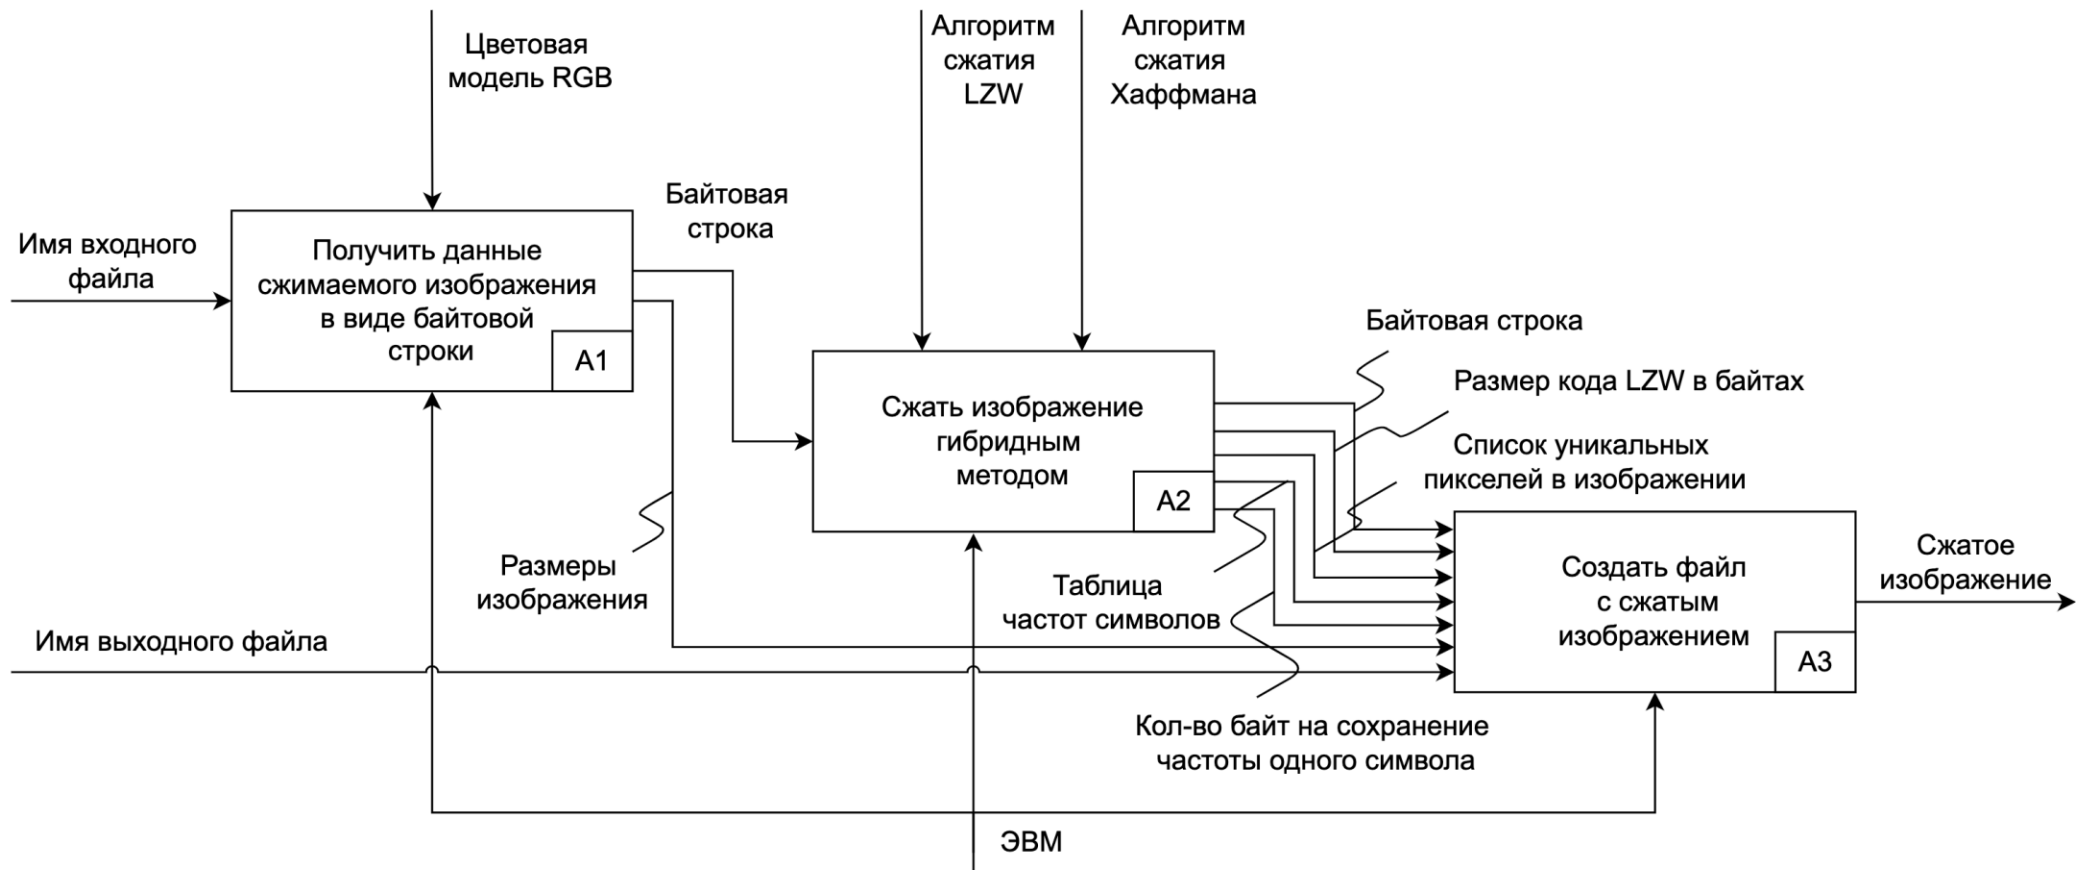 Цветовая
модель RGB
Алгоритм
сжатия
LZW
Алгоритм
сжатия
Хаффмана
Имя входного
файла
Получить данные
сжимаемого изображения
в виде байтовой
строки
A1
Байтовая
строка
Сжать изображение
гибридным
методом
A2
Байтовая строка
Размер кода LZW в байтах
Список уникальных
пикселей в изображении
Размеры
изображения
Таблица
частот символов
Имя выходного файла
Создать файл
с сжатым
изображением
A3
Сжатое
изображение
Кол-во байт на сохранение
частоты одного символа
ЭВМ